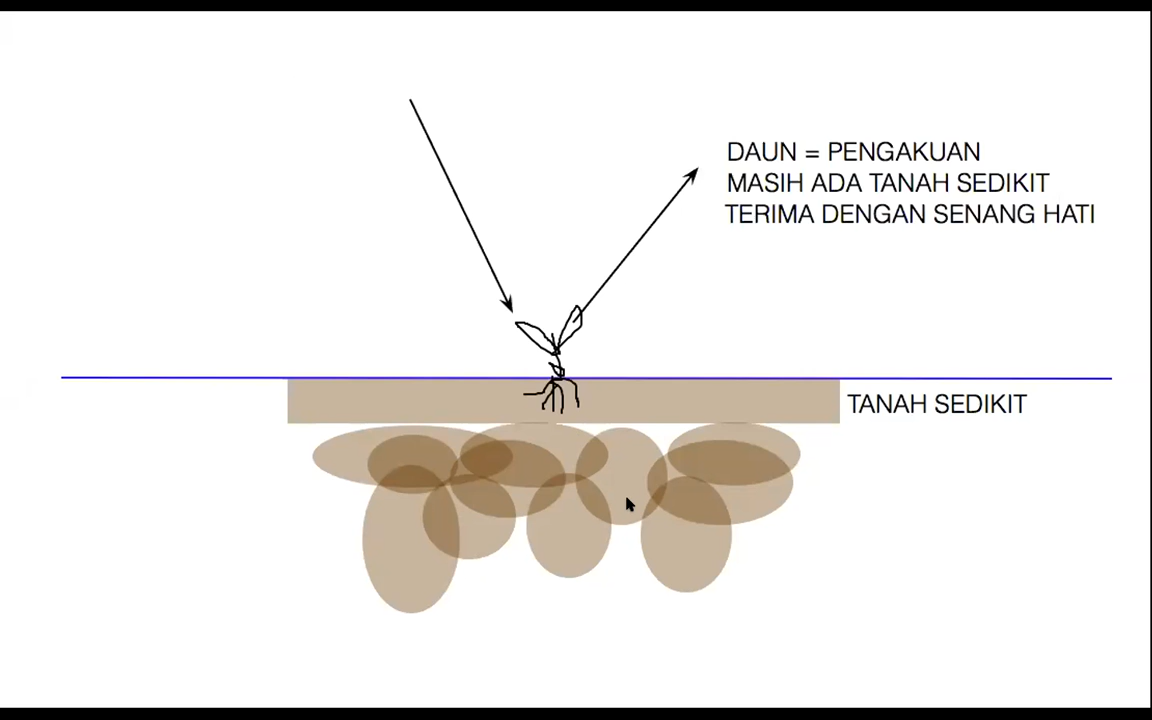 DAUN = PENGAKUAN
MASIH ADA TANAH SEDIKIT
TERIMA DENGAN SENANG HATI
TANAH SEDIKIT